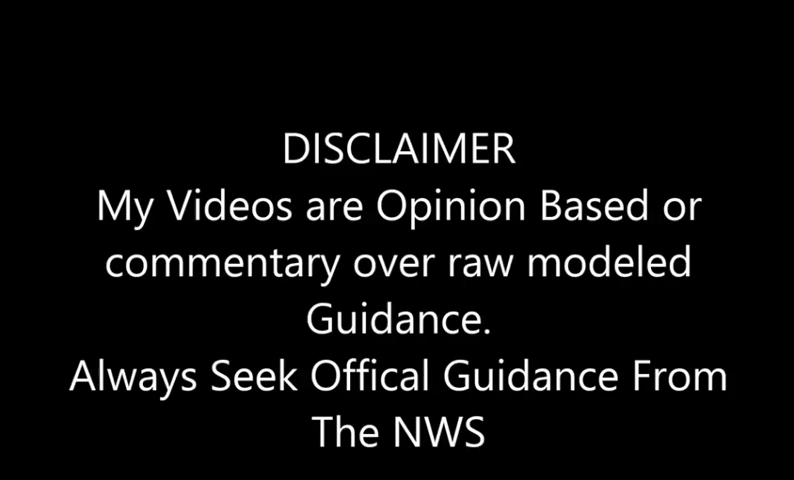 DISCLAIMER
My Videos are Opinion Based or
commentary over raw modeled
Guidance.
Always Seek Offical Guidance From
The NWS